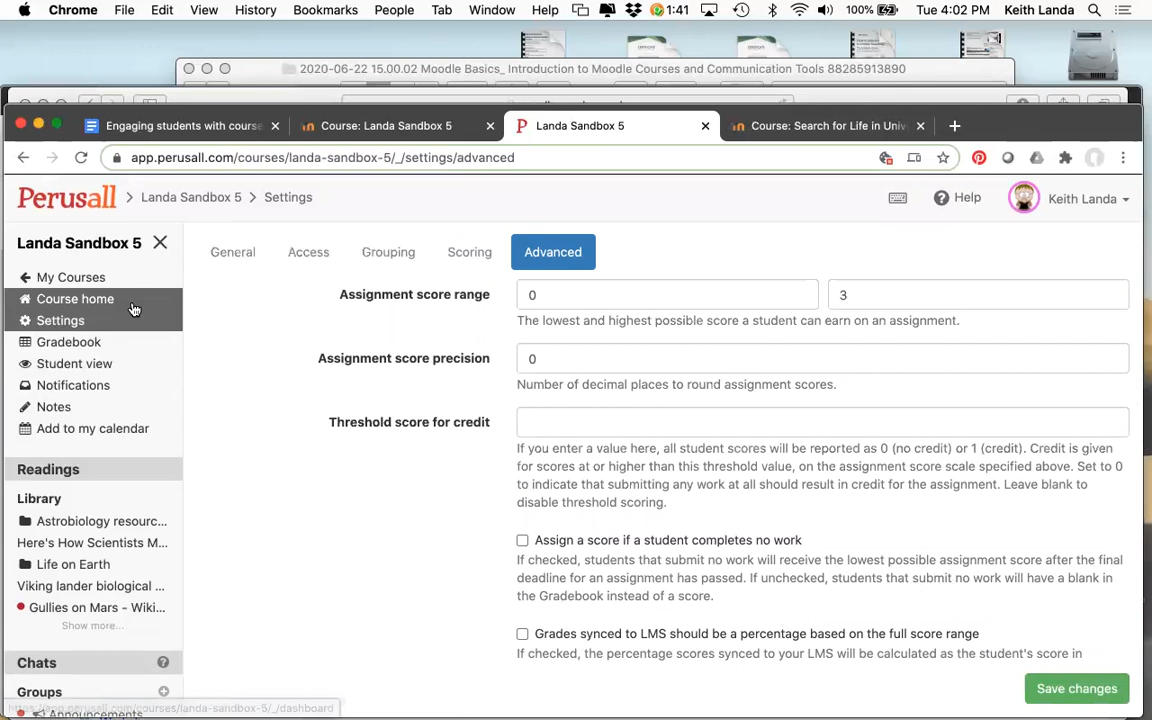 Chrome File Edit View History Bookmarks People Tab Window Help 1:41 100% Tue 4:02 PM Keith Landa
2020-06-22 15.00.02 Moodle Basics_ Introduction to Moodle Courses and Communication Tools 88285913890
Engaging students with course Course: Landa Sandbox 5 Landa Sandbox 5 Course: Search for Life in Univ
app.perusall.com/courses/landa-sandbox-5/_/settings/advanced
Perusall Landa Sandbox 5 Settings Help Keith Landa
Landa Sandbox 5
My Courses
Course home
Settings
Gradebook
Student view
Notifications
Notes
Add to my calendar
Readings
Library
Astrobiology resourc...
Here's How Scientists M...
Life on Earth
Viking lander biological ...
Gullies on Mars - Wiki...
Show more...
Chats
Groups
Announcements
https://app.perusall.com/courses/landa-sandbox-5/_/dashboard
General Access Grouping Scoring Advanced
Assignment score range 0 3
The lowest and highest possible score a student can earn on an assignment.
Assignment score precision 0
Number of decimal places to round assignment scores.
Threshold score for credit
If you enter a value here, all student scores will be reported as 0 (no credit) or 1 (credit). Credit is given
for scores at or higher than this threshold value, on the assignment score scale specified above. Set to 0
to indicate that submitting any work at all should result in credit for the assignment. Leave blank to
disable threshold scoring.
Assign a score if a student completes no work
If checked, students that submit no work will receive the lowest possible assignment score after the final
deadline for an assignment has passed. If unchecked, students that submit no work will have a blank in
the Gradebook instead of a score.
Grades synced to LMS should be a percentage based on the full score range
If checked, the percentage scores synced to your LMS will be calculated as the student's score in
Save changes